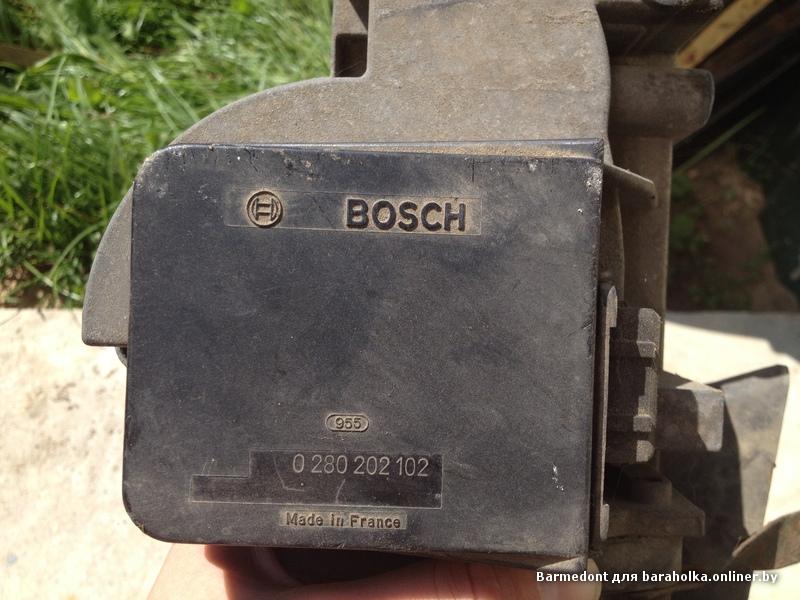 BOSCH
955
0 280 202 102
Made in France
Barmedont для baraholka.onliner.by